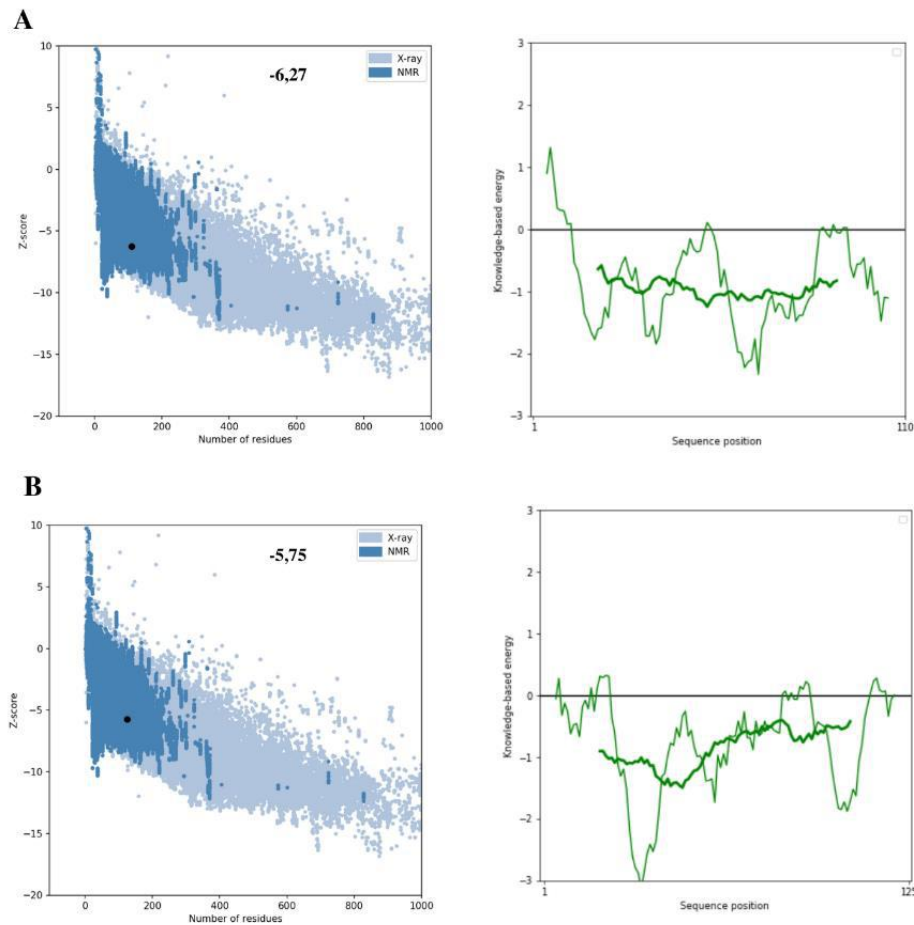 A
10
5
0
−5
−10
−15
−20
Z-score
0 200 400 600 800 1000
Number of residues
X-ray
NMR
-6,27
3
2
1
0
−1
−2
−3
Knowledge-based energy
1 110
Sequence position
B
10
5
0
−5
−10
−15
−20
Z-score
0 200 400 600 800 1000
Number of residues
X-ray
NMR
-5,75
3
2
1
0
−1
−2
−3
Knowledge-based energy
1 125
Sequence position